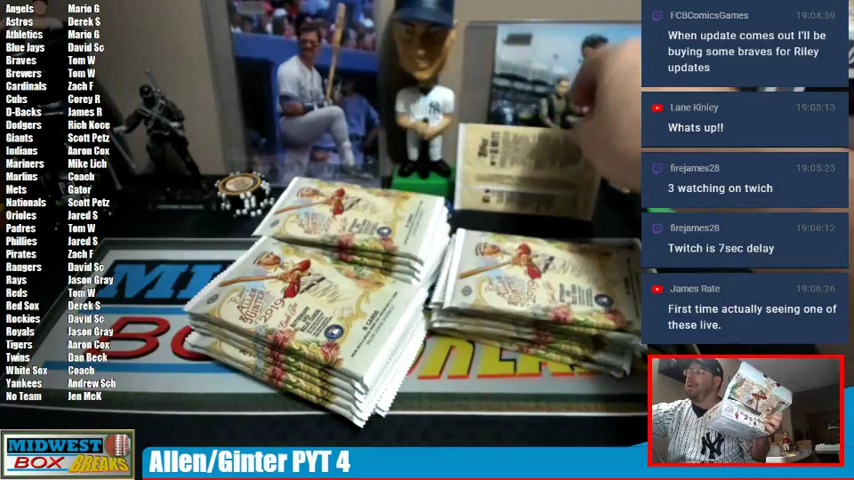 Angels Mario G
Astros Derek S
Athletics Mario G
Blue Jays David Sc
Braves Tom W
Brewers Tom W
Cardinals Zach F
Cubs Corey R
D-Backs James R
Dodgers Rich Koce
Giants Scott Petz
Indians Aaron Cox
Mariners Mike Lich
Marlins Coach
Mets Gator
Nationals Scott Petz
Orioles Jared S
Padres Tom W
Phillies Jared S
Pirates Zach F
Rangers David Sc
Rays Jason Gray
Reds Tom W
Red Sox Derek S
Rockies David Sc
Royals Jason Gray
Tigers Aaron Cox
Twins Dan Beck
White Sox Coach
Yankees Andrew Sch
No Team Jen McK
FCBComicsGames 19:04:59
When update comes out I'll be
buying some braves for Riley
updates
Lane Kinley 19:05:13
Whats up!!
firejames28 19:05:23
3 watching on twich
firejames28 19:06:12
Twitch is 7sec delay
James Rate 19:06:26
First time actually seeing one of
these live.
MIDWEST
BOX BREAKS
Allen/Ginter PYT 4